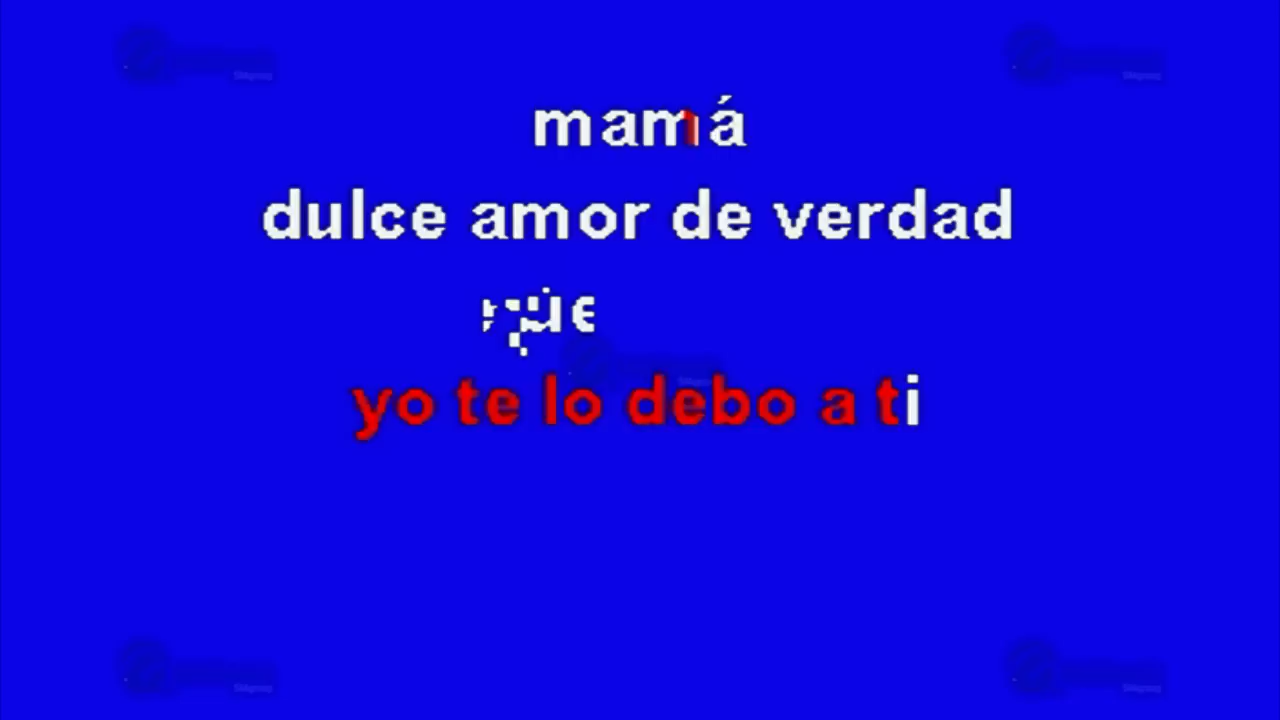 mamá
dulce amor de verdad
yo te lo debo a ti